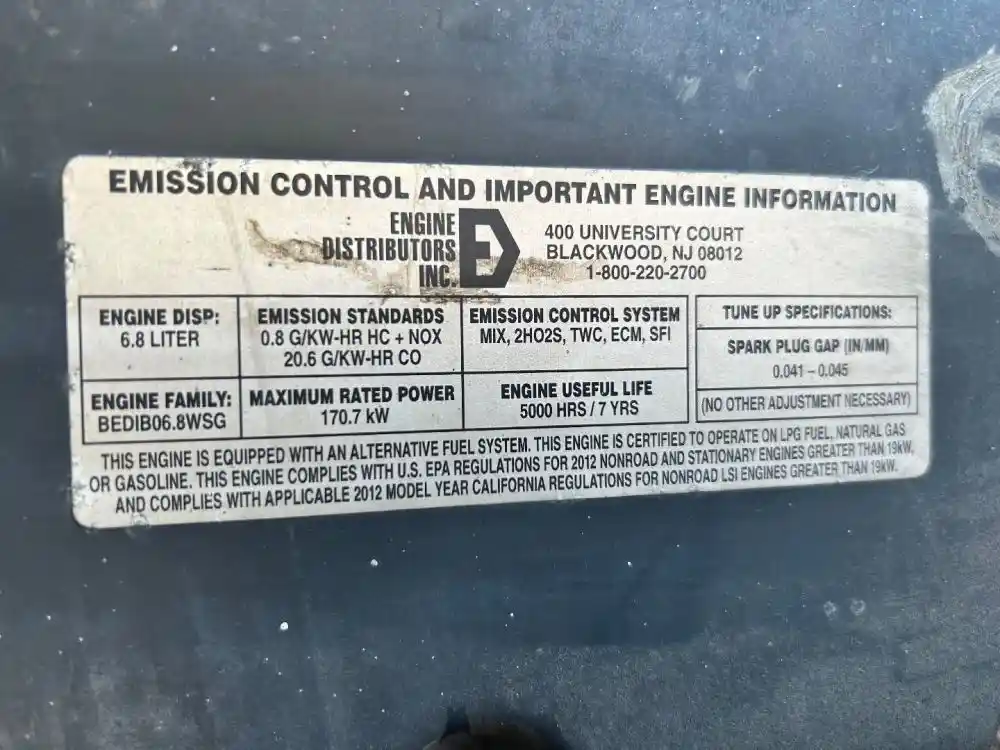 EMISSION CONTROL AND IMPORTANT ENGINE INFORMATION
ENGINE
DISTRIBUTORS
INC.
E
400 UNIVERSITY COURT
BLACKWOOD, NJ 08012
1-800-220-2700
ENGINE DISP:
6.8 LITER
EMISSION STANDARDS
0.8 G/KW-HR HC + NOX
20.6 G/KW-HR CO
EMISSION CONTROL SYSTEM
MIX, 2HO2S, TWC, ECM, SFI
TUNE UP SPECIFICATIONS:
SPARK PLUG GAP (IN/MM)
0.041 – 0.045
(NO OTHER ADJUSTMENT NECESSARY)
ENGINE FAMILY:
BEDIB06.8WSG
MAXIMUM RATED POWER
170.7 kW
ENGINE USEFUL LIFE
5000 HRS / 7 YRS
THIS ENGINE IS EQUIPPED WITH AN ALTERNATIVE FUEL SYSTEM. THIS ENGINE IS CERTIFIED TO OPERATE ON LPG FUEL, NATURAL GAS
OR GASOLINE. THIS ENGINE COMPLIES WITH U.S. EPA REGULATIONS FOR 2012 NONROAD AND STATIONARY ENGINES GREATER THAN 19kW,
AND COMPLIES WITH APPLICABLE 2012 MODEL YEAR CALIFORNIA REGULATIONS FOR NONROAD LSI ENGINES GREATER THAN 19kW.